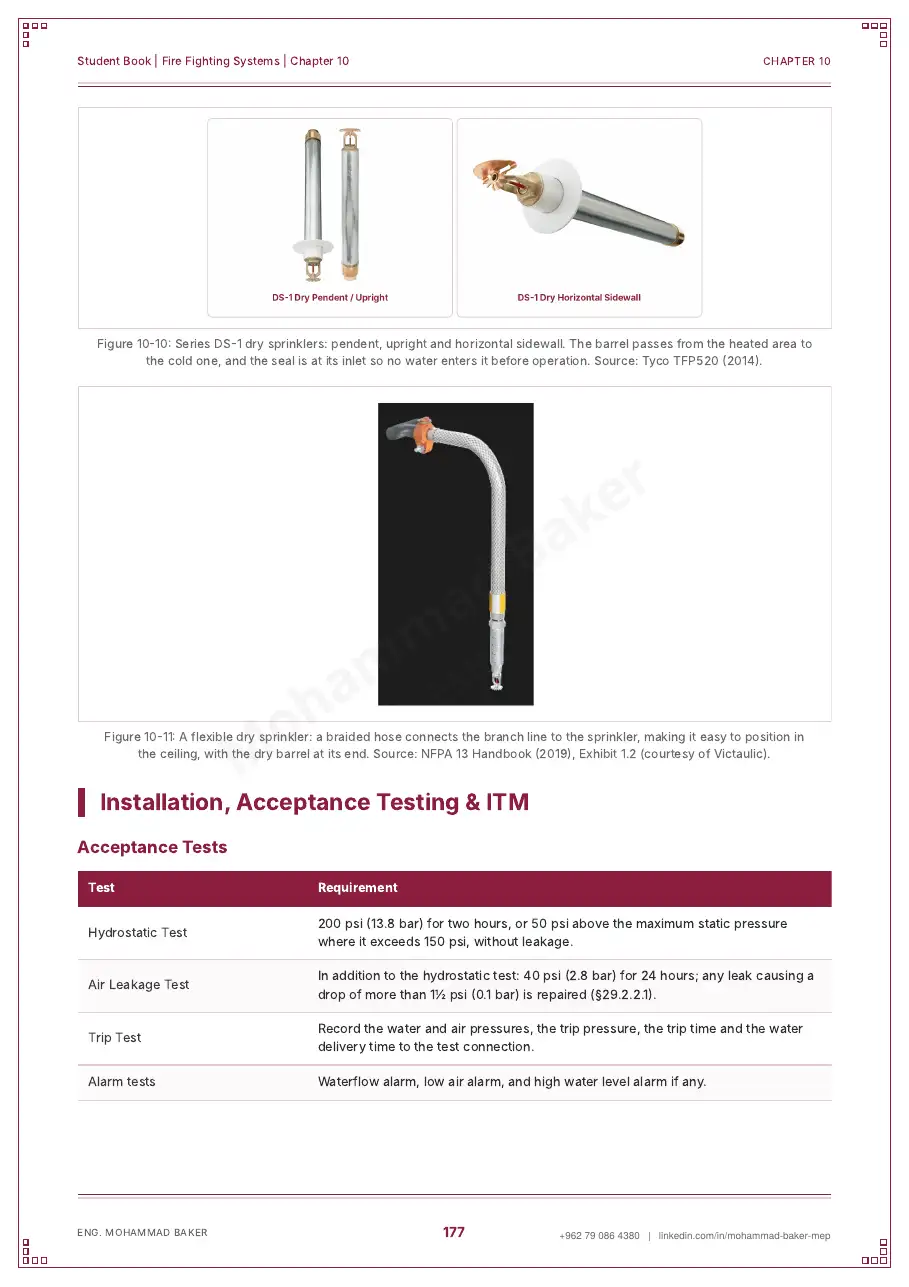 Student Book | Fire Fighting Systems | Chapter 10
CHAPTER 10
DS-1 Dry Pendent / Upright
DS-1 Dry Horizontal Sidewall
Figure 10-10: Series DS-1 dry sprinklers: pendent, upright and horizontal sidewall. The barrel passes from the heated area to
the cold one, and the seal is at its inlet so no water enters it before operation. Source: Tyco TFP520 (2014).
Mohammad Baker
Figure 10-11: A flexible dry sprinkler: a braided hose connects the branch line to the sprinkler, making it easy to position in
the ceiling, with the dry barrel at its end. Source: NFPA 13 Handbook (2019), Exhibit 1.2 (courtesy of Victaulic).
Installation, Acceptance Testing & ITM
Acceptance Tests
Test
Requirement
Hydrostatic Test
200 psi (13.8 bar) for two hours, or 50 psi above the maximum static pressure
where it exceeds 150 psi, without leakage.
Air Leakage Test
In addition to the hydrostatic test: 40 psi (2.8 bar) for 24 hours; any leak causing a
drop of more than 1½ psi (0.1 bar) is repaired (§29.2.2.1).
Trip Test
Record the water and air pressures, the trip pressure, the trip time and the water
delivery time to the test connection.
Alarm tests
Waterflow alarm, low air alarm, and high water level alarm if any.
ENG. MOHAMMAD BAKER
177
+962 79 086 4380 | linkedin.com/in/mohammad-baker-mep